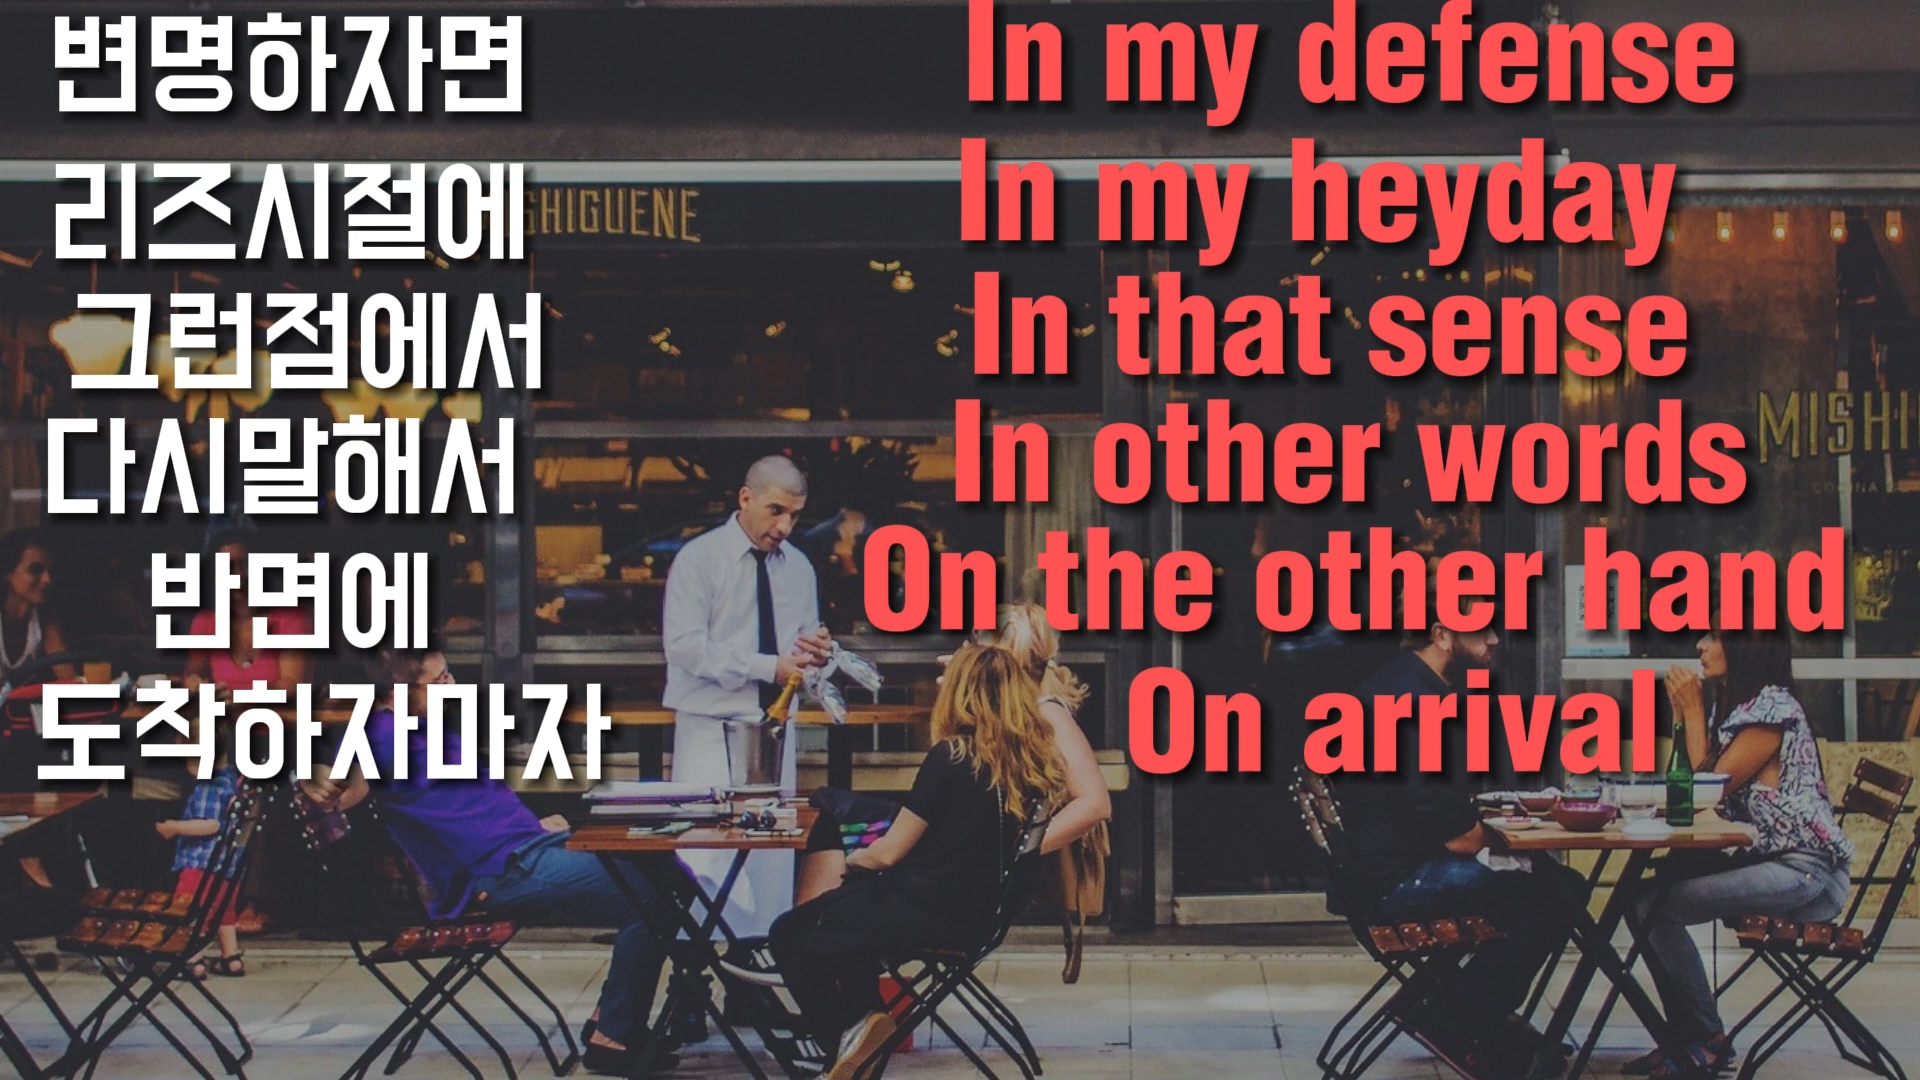 변명하자면
In my defense
리즈시절에
In my heyday
SHIGUENE
그런점에서
In that sense
다시말해서
In other words
MISHI
반면에
On the other hand
도착하자마자
On arrival